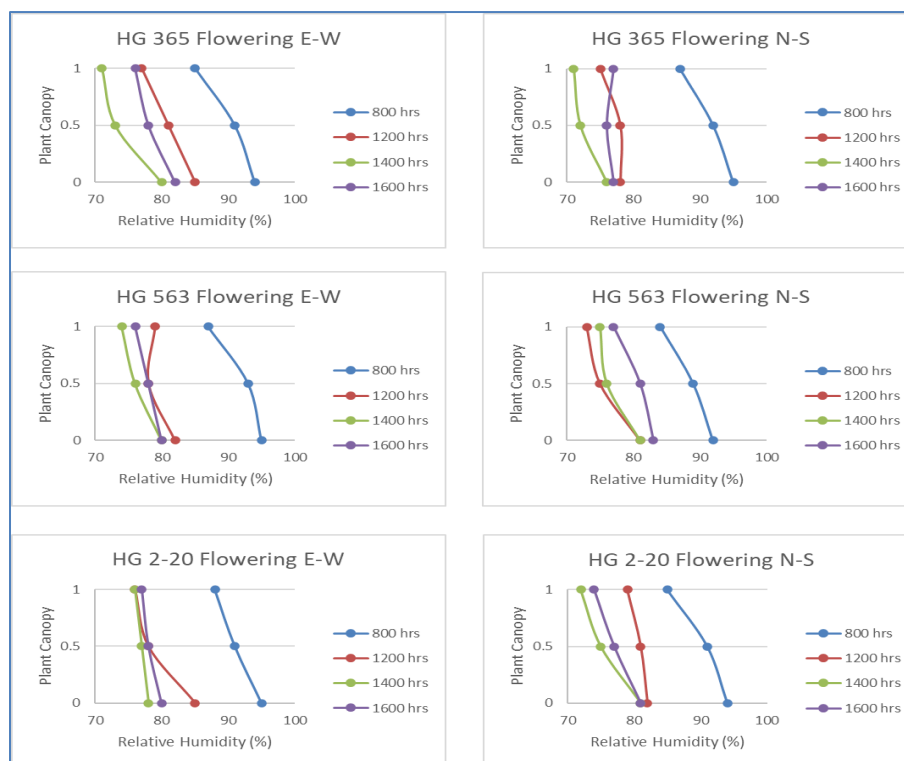 HG 365 Flowering E-W
1
0.5
0
Plant Canopy
70 80 90 100
Relative Humidity (%)
800 hrs
1200 hrs
1400 hrs
1600 hrs
HG 365 Flowering N-S
1
0.5
0
Plant Canopy
70 80 90 100
Relative Humidity (%)
800 hrs
1200 hrs
1400 hrs
1600 hrs
HG 563 Flowering E-W
1
0.5
0
Plant Canopy
70 80 90 100
Relative Humidity (%)
800 hrs
1200 hrs
1400 hrs
1600 hrs
HG 563 Flowering N-S
1
0.5
0
Plant Canopy
70 80 90 100
Relative Humidity (%)
800 hrs
1200 hrs
1400 hrs
1600 hrs
HG 2-20 Flowering E-W
1
0.5
0
Plant Canopy
70 80 90 100
Relative Humidity (%)
800 hrs
1200 hrs
1400 hrs
1600 hrs
HG 2-20 Flowering N-S
1
0.5
0
Plant Canopy
70 80 90 100
Relative Humidity (%)
800 hrs
1200 hrs
1400 hrs
1600 hrs